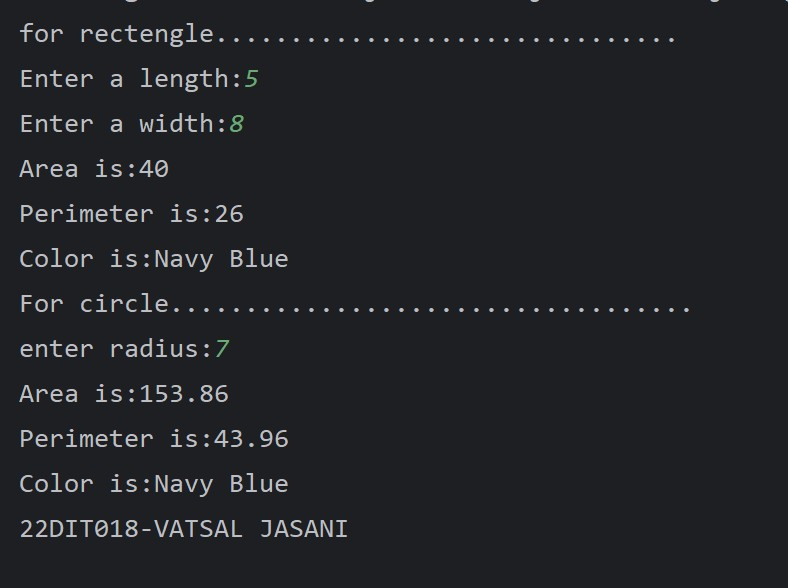 for rectengle...............................
Enter a length:5
Enter a width:8
Area is:40
Perimeter is:26
Color is:Navy Blue
For circle...................................
enter radius:7
Area is:153.86
Perimeter is:43.96
Color is:Navy Blue
22DIT018-VATSAL JASANI